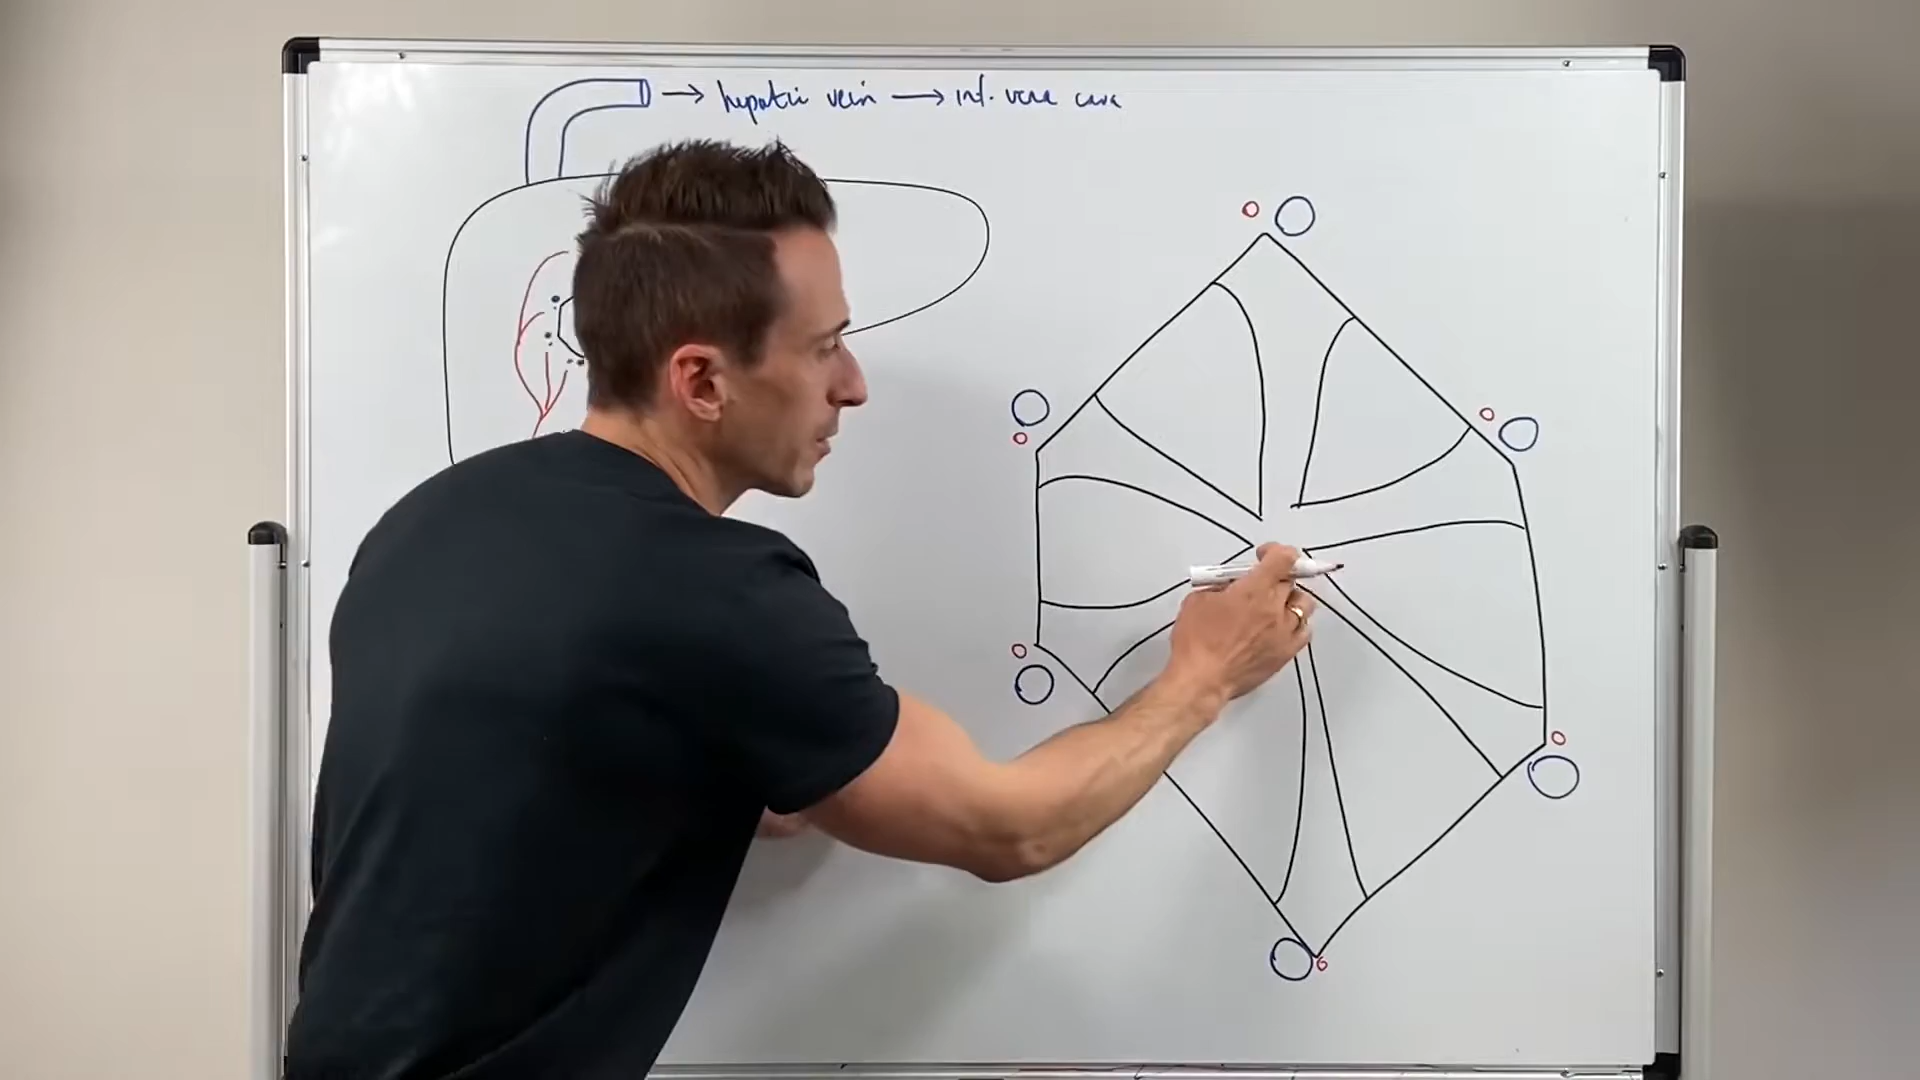 → hepatic vein → inf. vena cava